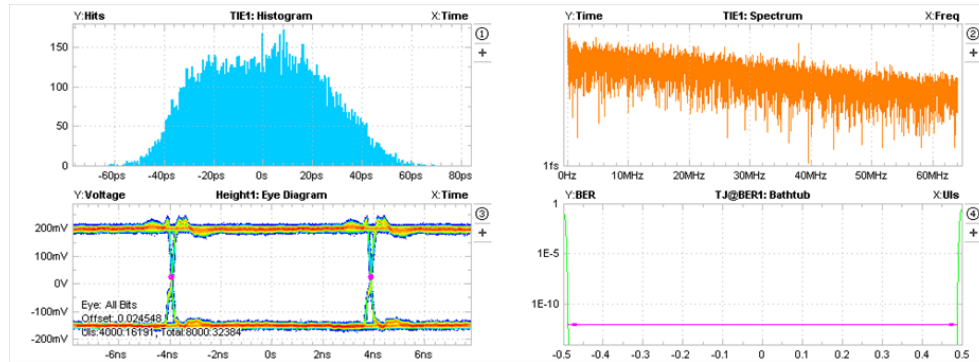 Y:Hits TIE1: Histogram X:Time
①
+
150
100
50
0
-60ps -40ps -20ps 0s 20ps 40ps 60ps 80ps
Y:Time TIE1: Spectrum X:Freq
②
+
11fs
0Hz 10MHz 20MHz 30MHz 40MHz 50MHz 60MHz
Y:Voltage Height1: Eye Diagram X:Time
③
+
200mV
100mV
0V
-100mV
-200mV
Eye: All Bits
Offset: 0.024548
UIs:4000:16191, Total:8000:32384
-6ns -4ns -2ns 0s 2ns 4ns 6ns
Y:BER TJ@BER1: Bathtub X:UIs
④
+
1
1E-5
1E-10
-0.5 -0.4 -0.3 -0.2 -0.1 0 0.1 0.2 0.3 0.4 0.5